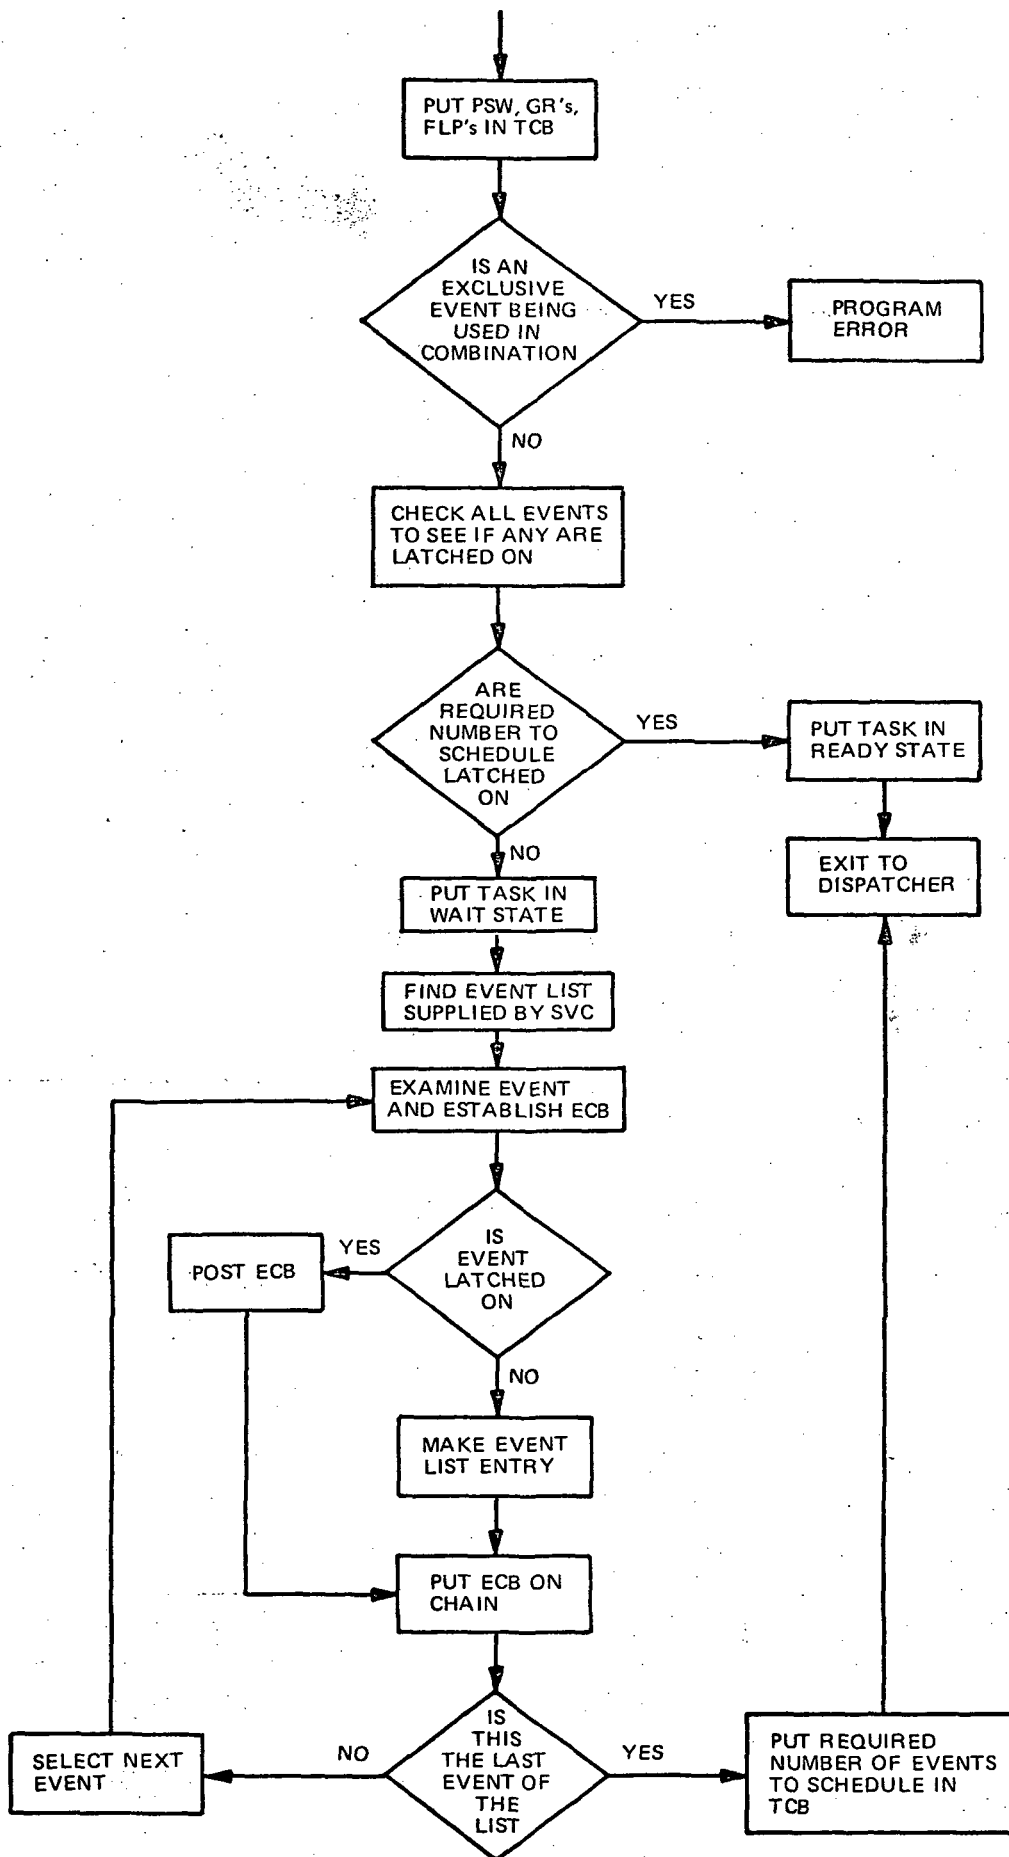 PUT PSW, GR's,
FLP's IN TCB
IS AN
EXCLUSIVE
EVENT BEING
USED IN
COMBINATION
YES
PROGRAM
ERROR
NO
CHECK ALL EVENTS
TO SEE IF ANY ARE
LATCHED ON
ARE
REQUIRED
NUMBER TO
SCHEDULE
LATCHED
ON
YES
PUT TASK IN
READY STATE
EXIT TO
DISPATCHER
NO
PUT TASK IN
WAIT STATE
FIND EVENT LIST
SUPPLIED BY SVC
EXAMINE EVENT
AND ESTABLISH ECB
IS
EVENT
LATCHED
ON
YES
POST ECB
NO
MAKE EVENT
LIST ENTRY
PUT ECB ON
CHAIN
IS
THIS
THE LAST
EVENT OF
THE
LIST
NO
SELECT NEXT
EVENT
YES
PUT REQUIRED
NUMBER OF EVENTS
TO SCHEDULE IN
TCB